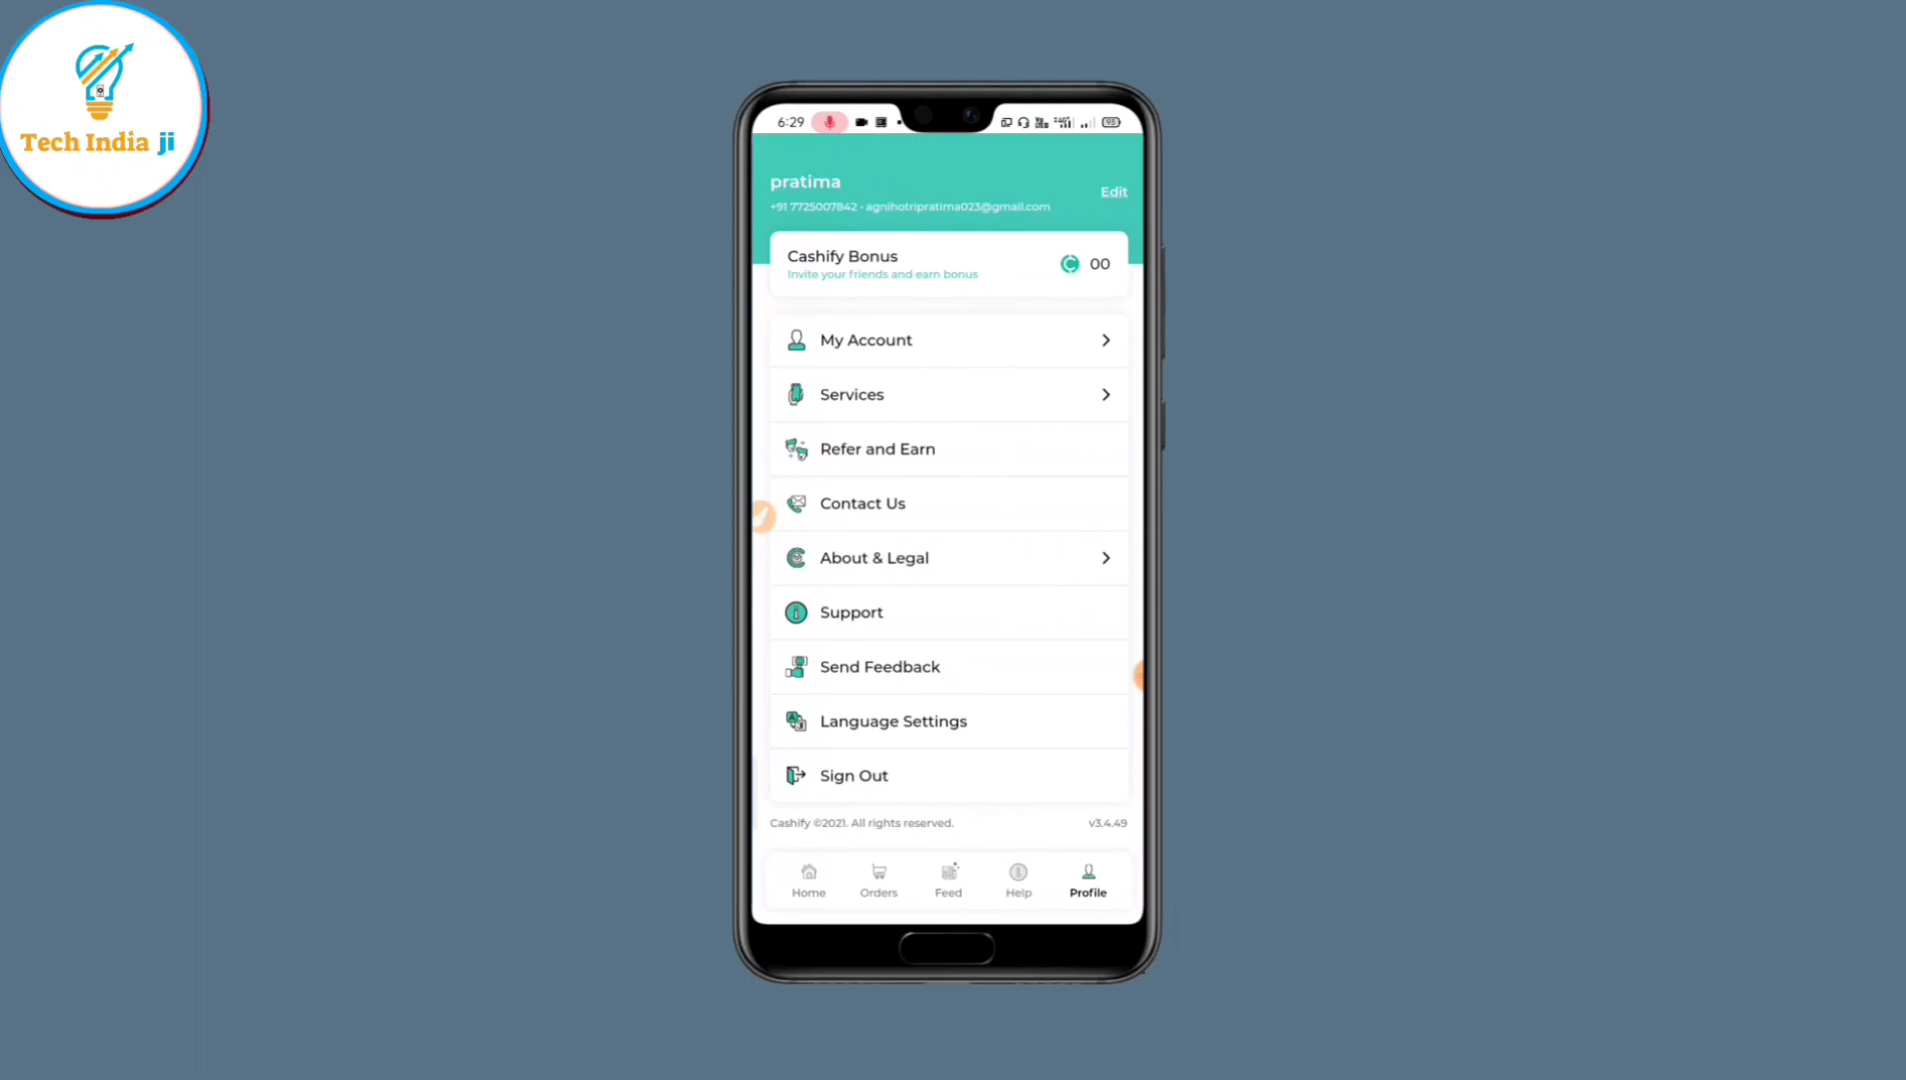 Tech India ji
6:29
95
pratima
Edit
+91 7725007842 • agnihotripratima023@gmail.com
Cashify Bonus
Invite your friends and earn bonus
00
My Account
Services
Refer and Earn
Contact Us
About & Legal
Support
Send Feedback
Language Settings
Sign Out
Cashify ©2021. All rights reserved.
v3.4.49
Home
Orders
Feed
Help
Profile